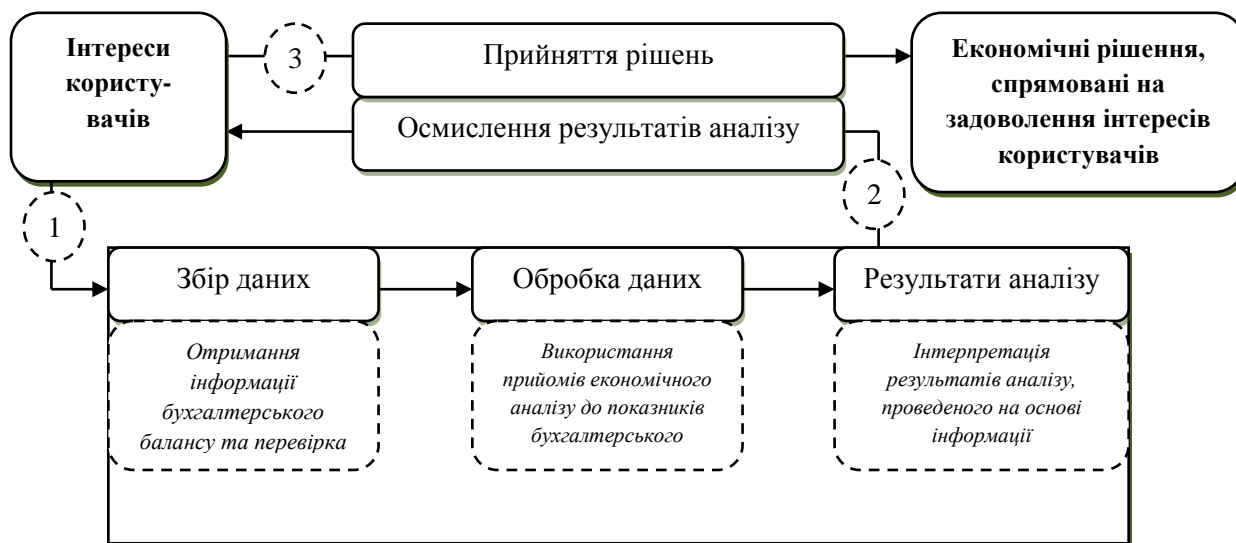 Інтереси
користу-
вачів
3
Прийняття рішень
Економічні рішення,
спрямовані на
задоволення інтересів
користувачів
Осмислення результатів аналізу
1
2
Збір даних
Обробка даних
Результати аналізу
Отримання
інформації
бухгалтерського
балансу та перевірка
Використання
прийомів економічного
аналізу до показників
бухгалтерського
Інтерпретація
результатів аналізу,
проведеного на основі
інформації